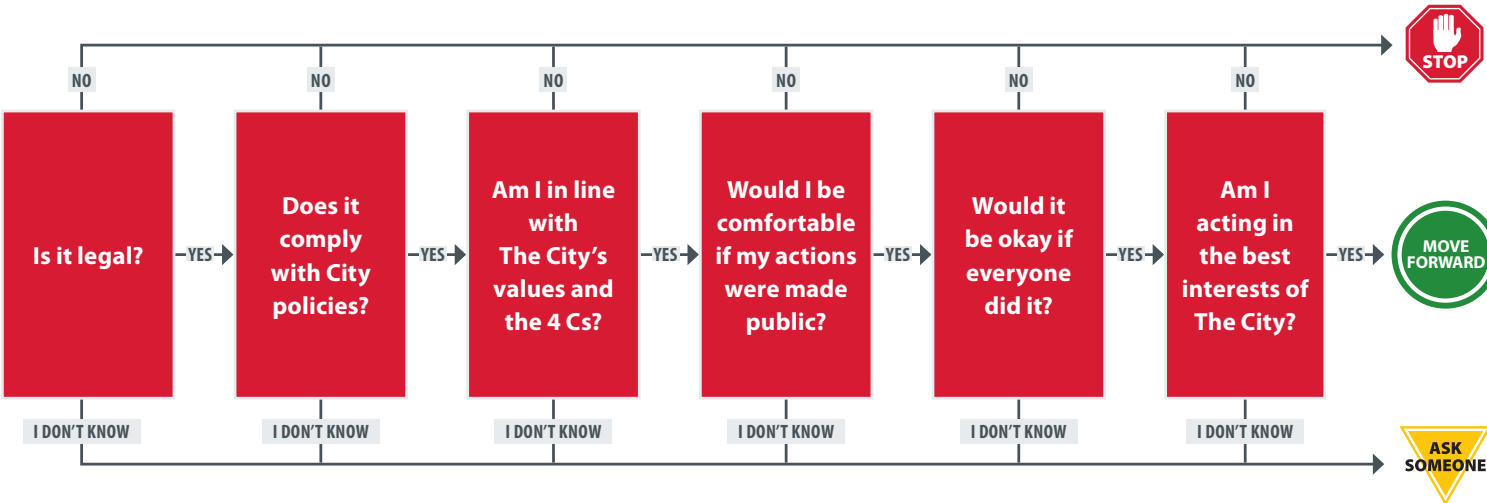 STOP
NO
NO
NO
NO
NO
NO
Is it legal?
YES
Does it
comply
with City
policies?
YES
Am I in line
with
The City's
values and
the 4 Cs?
YES
Would I be
comfortable
if my actions
were made
public?
YES
Would it
be okay if
everyone
did it?
YES
Am I
acting in
the best
interests of
The City?
YES
MOVE
FORWARD
I DON'T KNOW
I DON'T KNOW
I DON'T KNOW
I DON'T KNOW
I DON'T KNOW
I DON'T KNOW
ASK
SOMEONE